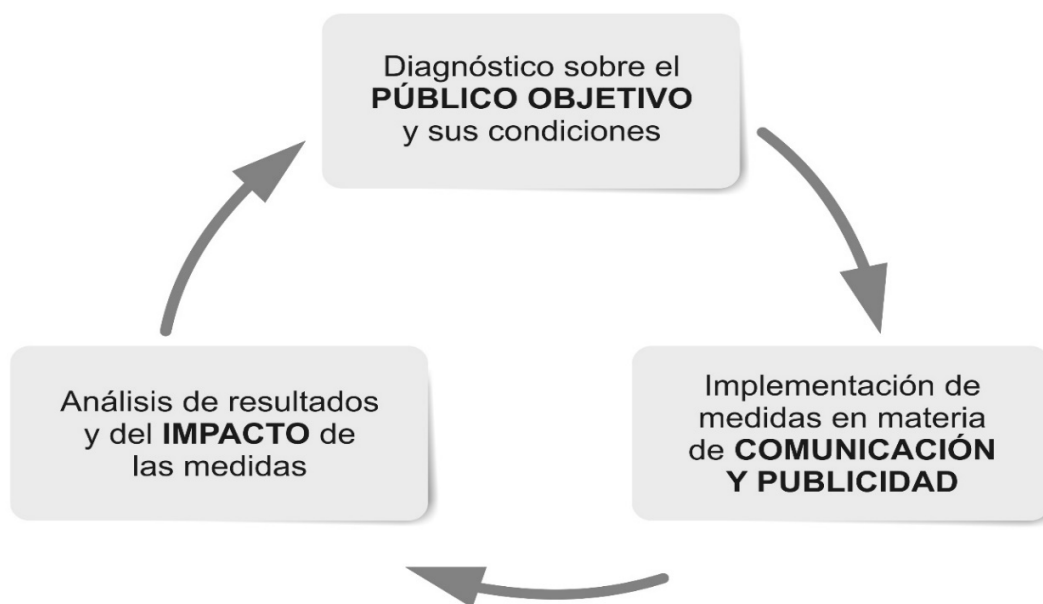 Diagnóstico sobre el
PÚBLICO OBJETIVO
y sus condiciones
Implementación de
medidas en materia
de COMUNICACIÓN
Y PUBLICIDAD
Análisis de resultados
y del IMPACTO de
las medidas